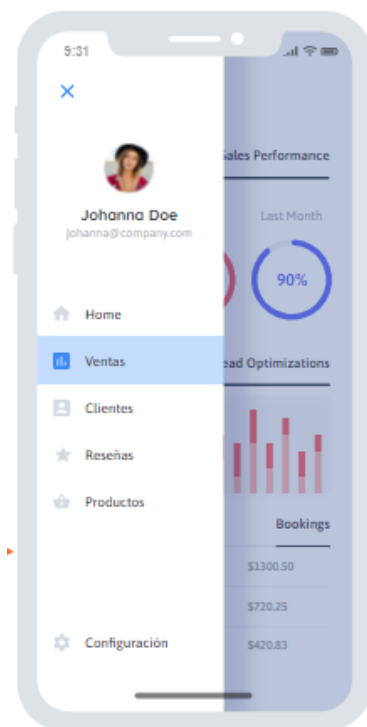 9:31
Johanna Doe
johanna@company.com
Home
Ventas
Clientes
Reseñas
Productos
Configuración
Sales Performance
Last Month
90%
ead Optimizations
Bookings
$1300.50
$720.25
$420.83